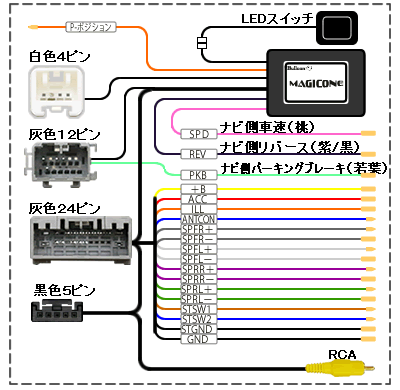 LEDスイッチ
P-ポジション
白色4ピン
Bullcon
MAGICONE
灰色12ピン
SPD ナビ側車速(桃)
REV ナビ側リバース(紫/黒)
PKB ナビ側パーキングブレーキ(若葉)
+B
灰色24ピン
ACC
ILL
ANTCON
SPFR+
SPFR-
SPFL+
SPFL-
SPRR+
SPRR-
黒色5ピン
SPRL+
SPRL-
STSW1
STSW2
STGND
GND
RCA